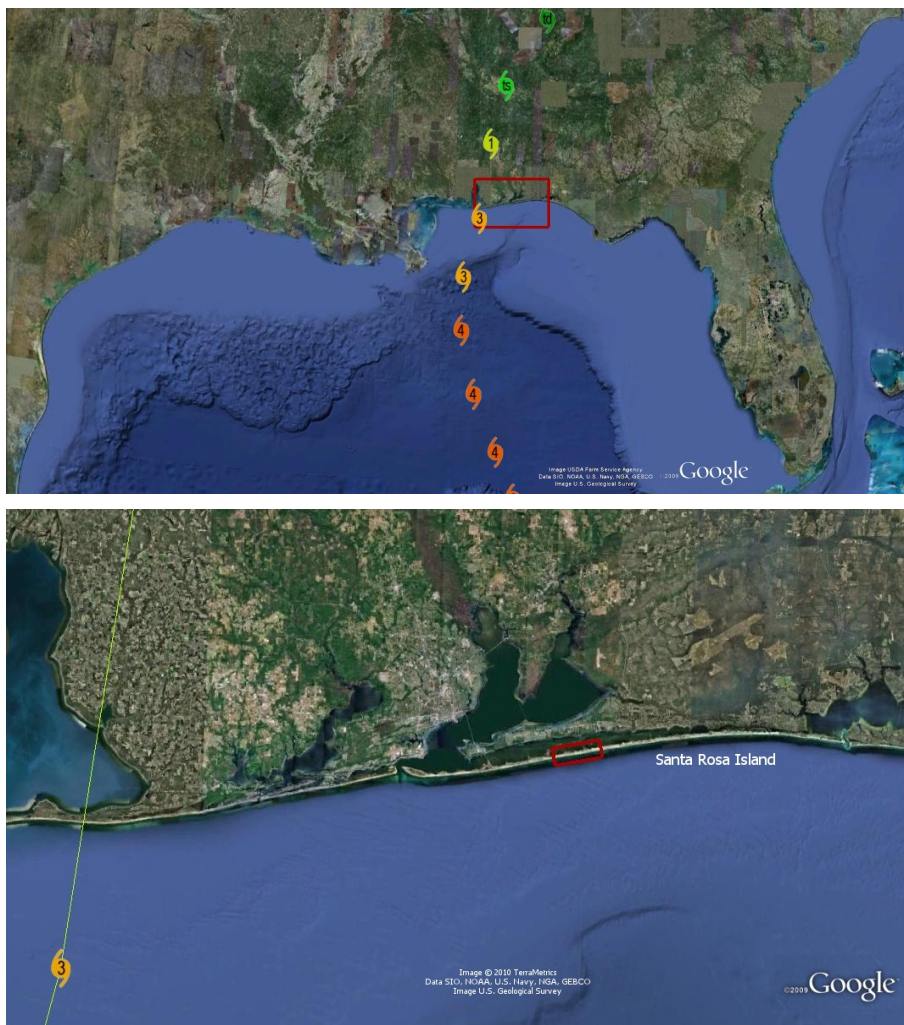 td
ts
1
3
3
4
4
4
Image USDA Farm Service Agency
Data SIO, NOAA, U.S. Navy, NGA, GEBCO
Image U.S. Geological Survey
©2009 Google
Santa Rosa Island
3
Image © 2010 TerraMetrics
Data SIO, NOAA, U.S. Navy, NGA, GEBCO
Image U.S. Geological Survey
©2009 Google